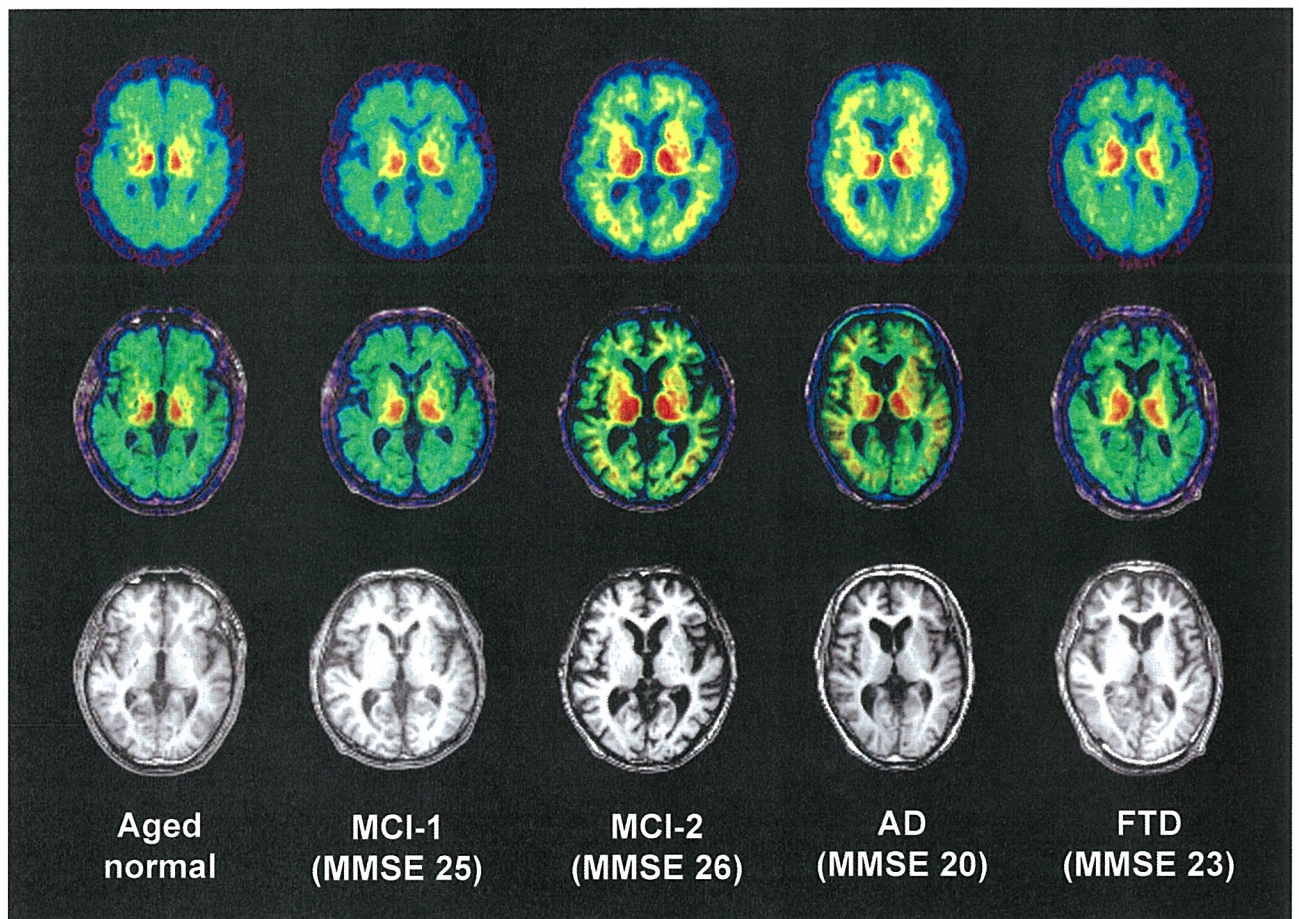 Aged
normal
MCI-1
(MMSE 25)
MCI-2
(MMSE 26)
AD
(MMSE 20)
FTD
(MMSE 23)